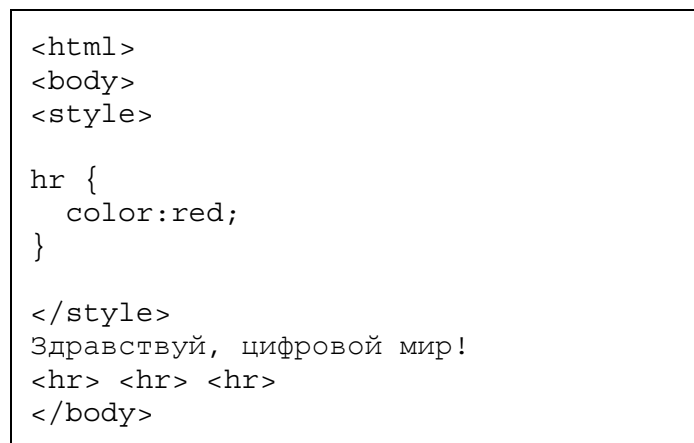 <html>
<body>
<style>
hr {
color:red;
}
</style>
Здравствуй, цифровой мир!
<hr> <hr> <hr>
</body>